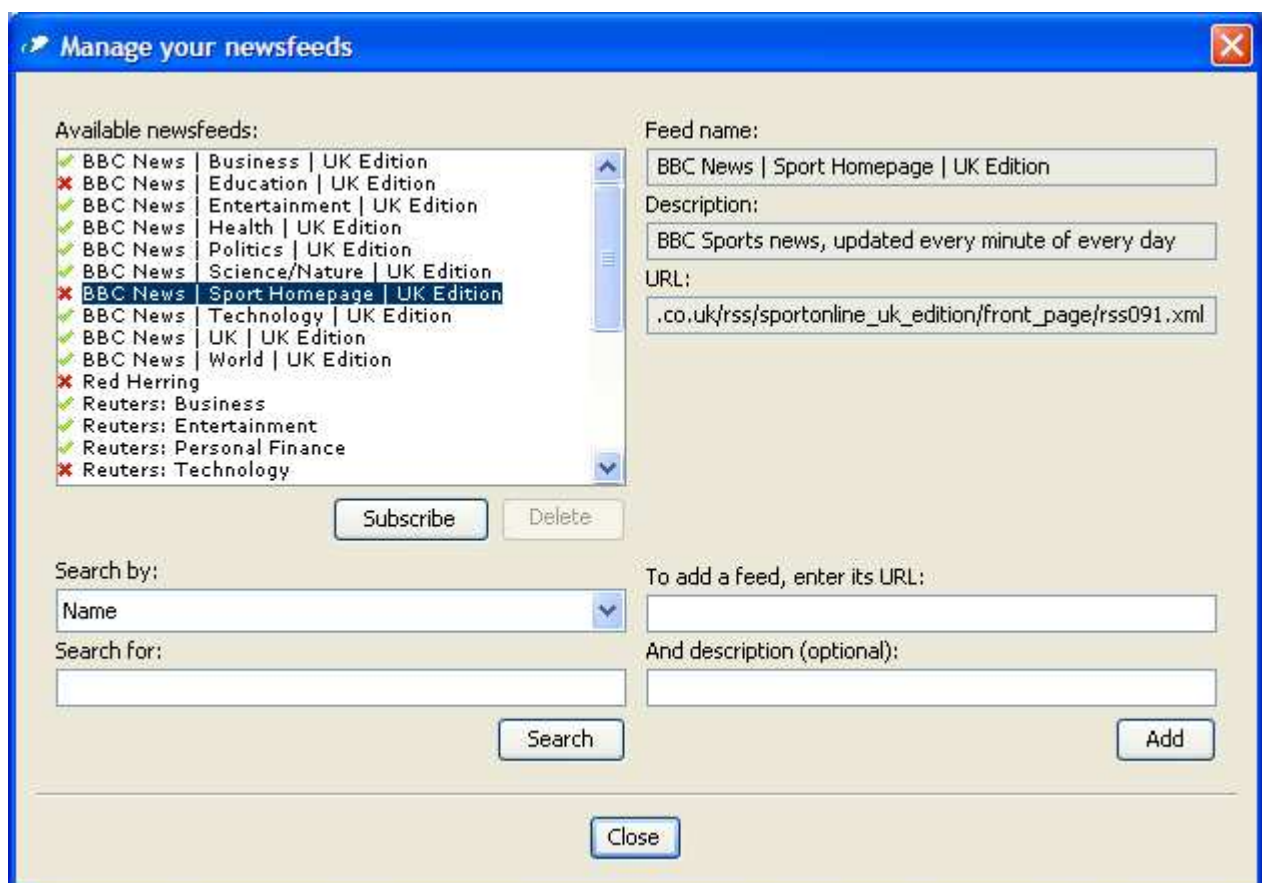 Manage your newsfeeds
Available newsfeeds:
BBC News | Business | UK Edition
BBC News | Education | UK Edition
BBC News | Entertainment | UK Edition
BBC News | Health | UK Edition
BBC News | Politics | UK Edition
BBC News | Science/Nature | UK Edition
BBC News | Sport Homepage | UK Edition
BBC News | Technology | UK Edition
BBC News | UK | UK Edition
BBC News | World | UK Edition
Red Herring
Reuters: Business
Reuters: Entertainment
Reuters: Personal Finance
Reuters: Technology
Subscribe
Delete
Feed name:
BBC News | Sport Homepage | UK Edition
Description:
BBC Sports news, updated every minute of every day
URL:
.co.uk/rss/sportonline_uk_edition/front_page/rss091.xml
Search by:
Name
Search for:
Search
To add a feed, enter its URL:
And description (optional):
Add
Close